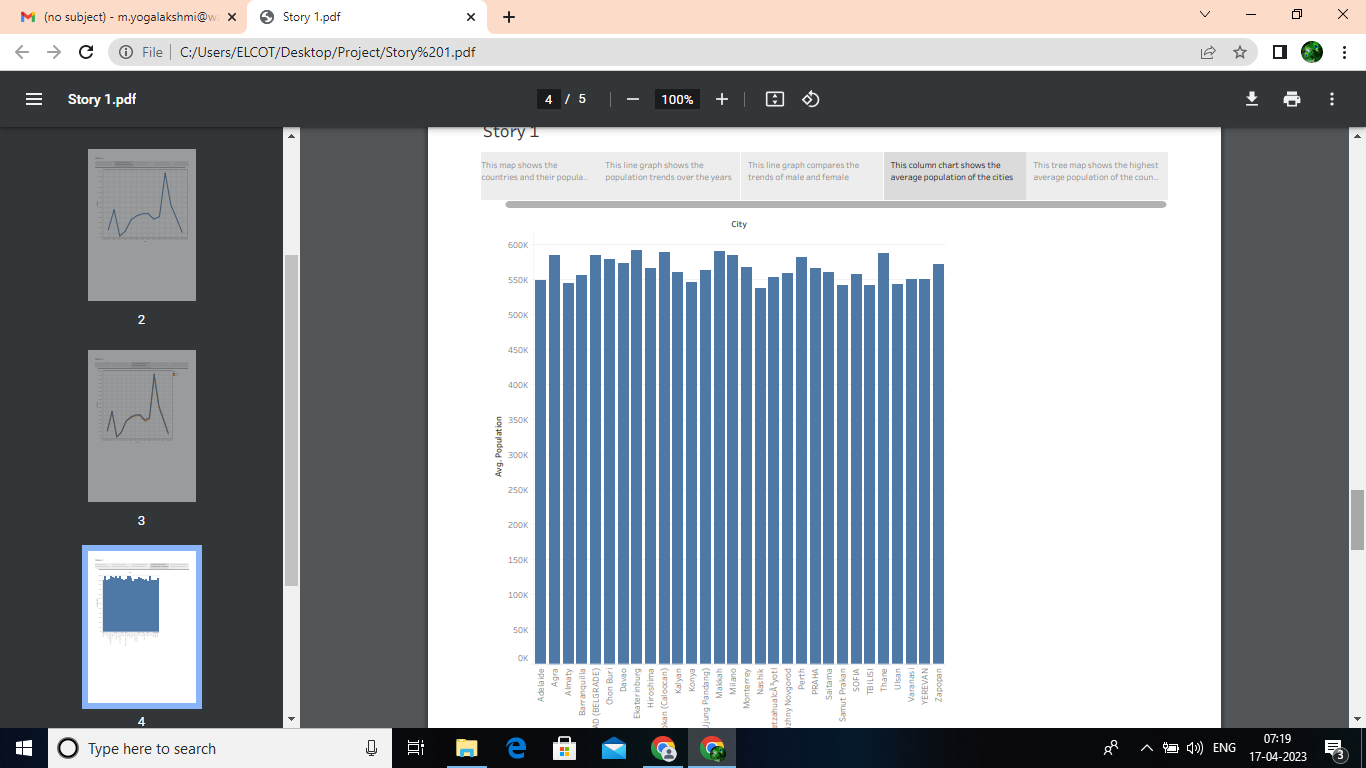 (no subject) - m.yogalakshmi@w
Story 1.pdf
File
C:/Users/ELCOT/Desktop/Project/Story%201.pdf
Story 1.pdf
4 / 5
100%
2
3
4
Story 1
This map shows the
countries and their popula..
This line graph shows the
population trends over the years
This line graph compares the
trends of male and female
This column chart shows the
average population of the cities
This tree map shows the highest
average population of the coun..
City
600K
550K
500K
450K
400K
350K
300K
250K
200K
150K
100K
50K
0K
Avg. Population
Adelaide
Agra
Almaty
Barranquilla
AD (BELGRADE)
Chon Buri
Davao
Ekaterinburg
Hiroshima
okan (Caloocan)
Kalyan
Konya
Ujung Pandang)
Makkah
Milano
Monterrey
Nashik
etzahualcÃ³yotl
zhny Novgorod
Perth
PRAHA
Saitama
Samut Prakan
SOFIA
TBILISI
Thane
Ulsan
Varanasi
YEREVAN
Zapopan
Type here to search
ENG
07:19
17-04-2023
3